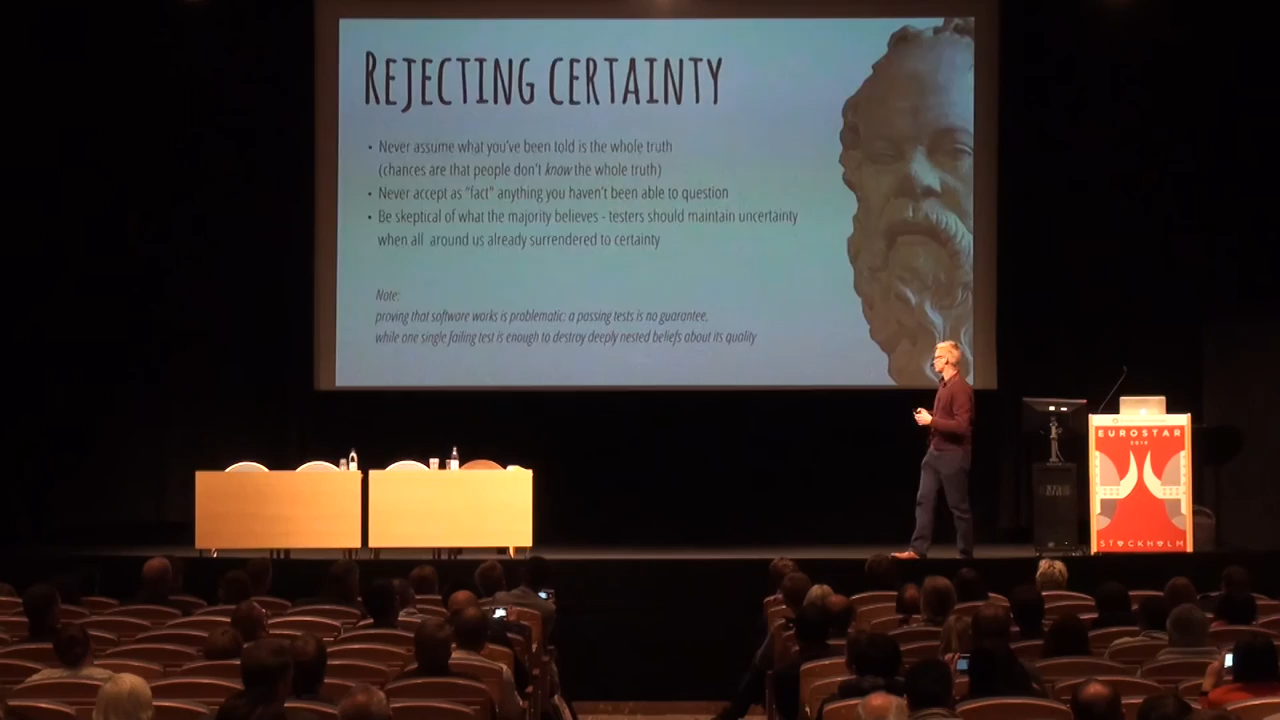 REJECTING CERTAINTY
• Never assume what you've been told is the whole truth
(chances are that people don't know the whole truth)
• Never accept as "fact" anything you haven't been able to question
• Be skeptical of what the majority believes - testers should maintain uncertainty
when all around us already surrendered to certainty
Note:
proving that software works is problematic: a passing tests is no guarantee,
while one single failing test is enough to destroy deeply nested beliefs about its quality
EUROSTAR
STOCKHOLM